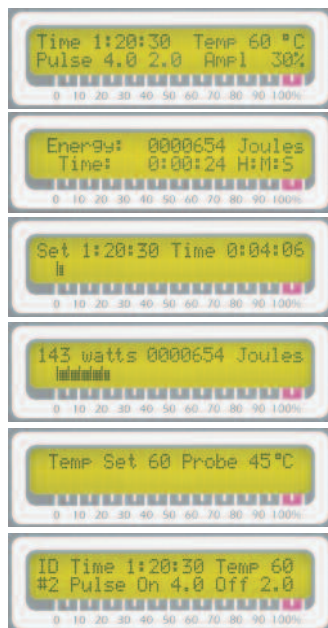 Time 1:20:30 Temp 60 °C
Pulse 4.0 2.0 Ampl 30%
0 10 20 30 40 50 60 70 80 90 100%
Energy: 0000654 Joules
Time: 0:00:24 H:M:S
0 10 20 30 40 50 60 70 80 90 100%
Set 1:20:30 Time 0:04:06
0 10 20 30 40 50 60 70 80 90 100%
143 watts 0000654 Joules
0 10 20 30 40 50 60 70 80 90 100%
Temp Set 60 Probe 45°C
0 10 20 30 40 50 60 70 80 90 100%
ID Time 1:20:30 Temp 60
#2 Pulse On 4.0 Off 2.0
0 10 20 30 40 50 60 70 80 90 100%